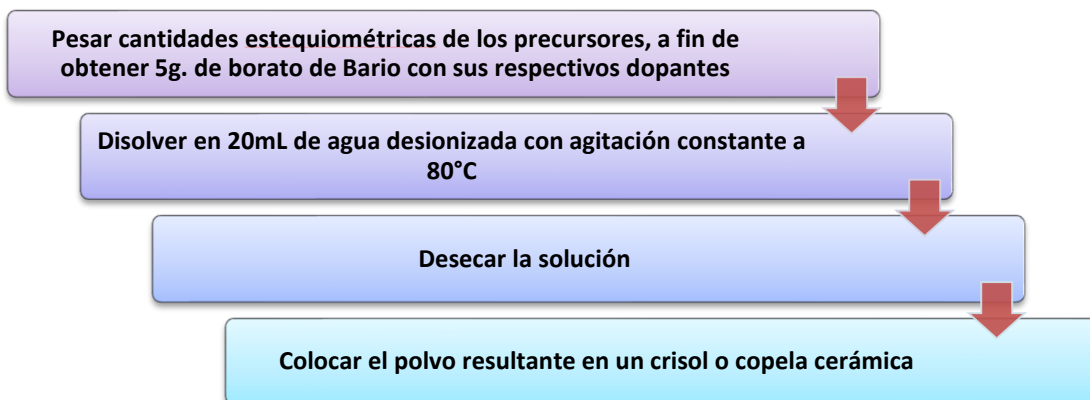 Pesar cantidades estequiométricas de los precursores, a fin de
obtener 5g. de borato de Bario con sus respectivos dopantes
Disolver en 20mL de agua desionizada con agitación constante a
80°C
Desecar la solución
Colocar el polvo resultante en un crisol o copela cerámica